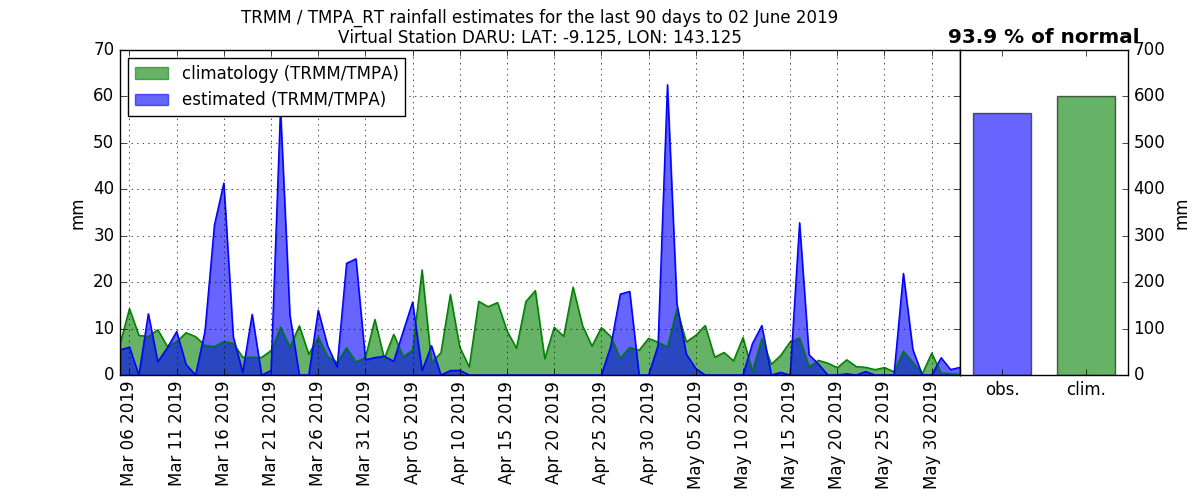 TRMM / TMPA_RT rainfall estimates for the last 90 days to 02 June 2019
Virtual Station DARU: LAT: -9.125, LON: 143.125
93.9 % of normal
climatology (TRMM/TMPA)
estimated (TRMM/TMPA)
mm
70
60
50
40
30
20
10
0
Mar 06 2019
Mar 11 2019
Mar 16 2019
Mar 21 2019
Mar 26 2019
Mar 31 2019
Apr 05 2019
Apr 10 2019
Apr 15 2019
Apr 20 2019
Apr 25 2019
Apr 30 2019
May 05 2019
May 10 2019
May 15 2019
May 20 2019
May 25 2019
May 30 2019
obs.
clim.
700
600
500
400
300
200
100
0
mm